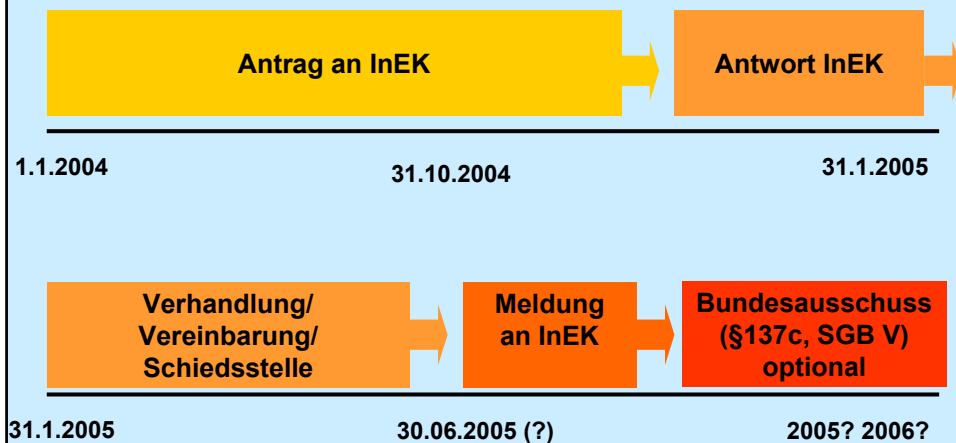 Antrag an InEK
Antwort InEK
1.1.2004
31.10.2004
31.1.2005
Verhandlung/
Vereinbarung/
Schiedsstelle
Meldung
an InEK
Bundesausschuss
(§137c, SGB V)
optional
31.1.2005
30.06.2005 (?)
2005? 2006?